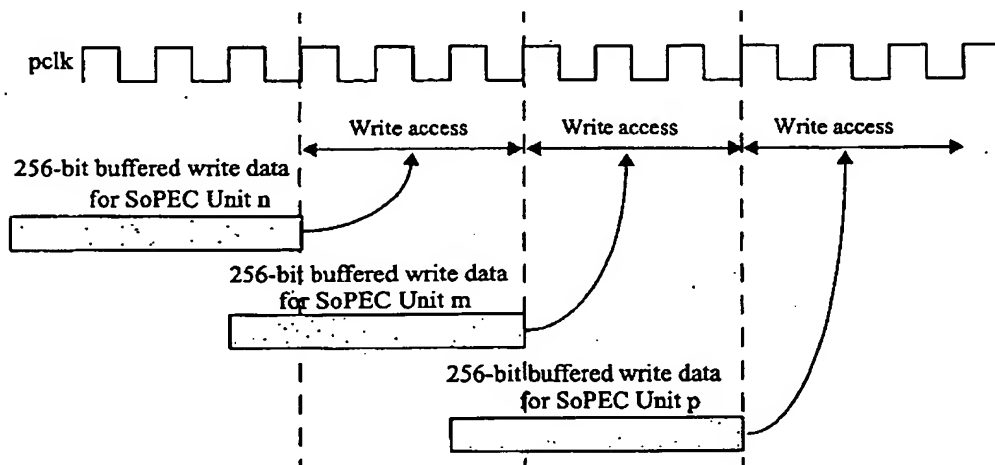 pclk
Write access
Write access
Write access
256-bit buffered write data
for SoPEC Unit n
256-bit buffered write data
for SoPEC Unit m
256-bit buffered write data
for SoPEC Unit p